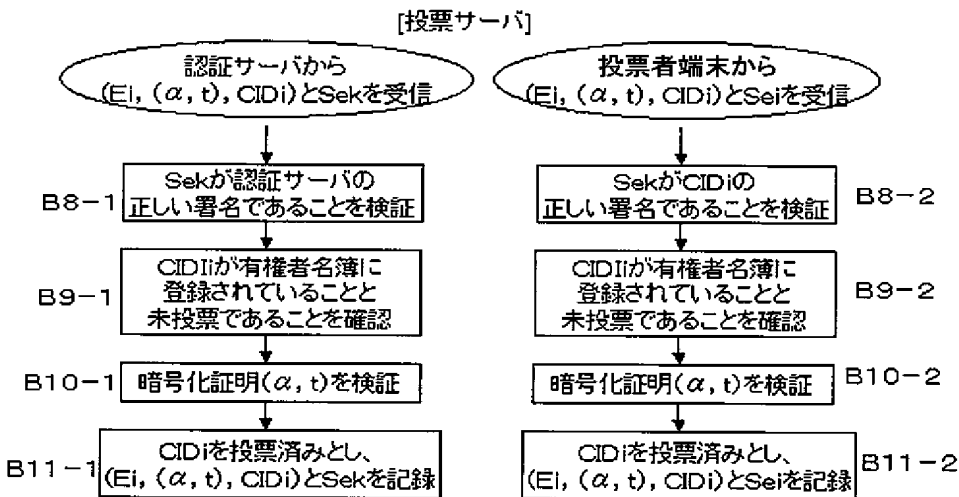 [投票サーバ]
認証サーバから
(Ei, (α, t), CIDi)とSekを受信
B8-1
Sekが認証サーバの
正しい署名であることを検証
B9-1
CIDIiが有権者名簿に
登録されていることと
未投票であることを確認
B10-1
暗号化証明(α, t)を検証
B11-1
CIDiを投票済みとし、
(Ei, (α, t), CIDi)とSekを記録
投票者端末から
(Ei, (α, t), CIDi)とSeiを受信
SekがCIDiの
正しい署名であることを検証
B8-2
CIDIiが有権者名簿に
登録されていることと
未投票であることを確認
B9-2
暗号化証明(α, t)を検証
B10-2
CIDiを投票済みとし、
(Ei, (α, t), CIDi)とSeiを記録
B11-2